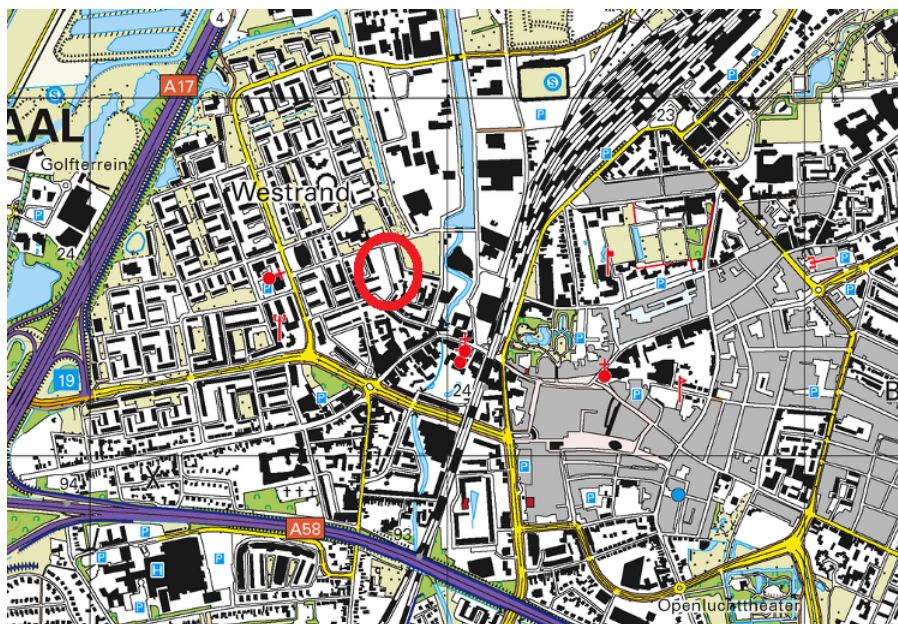 4
S
A17
P
S
23
P
AAL
Golfterrein
P
Westrand
24
P
P
P
P
19
24
P
P
P
P
B
P
94
X
P
P
A58
93
P
P
P
H
P
P
Openluchttheater
P